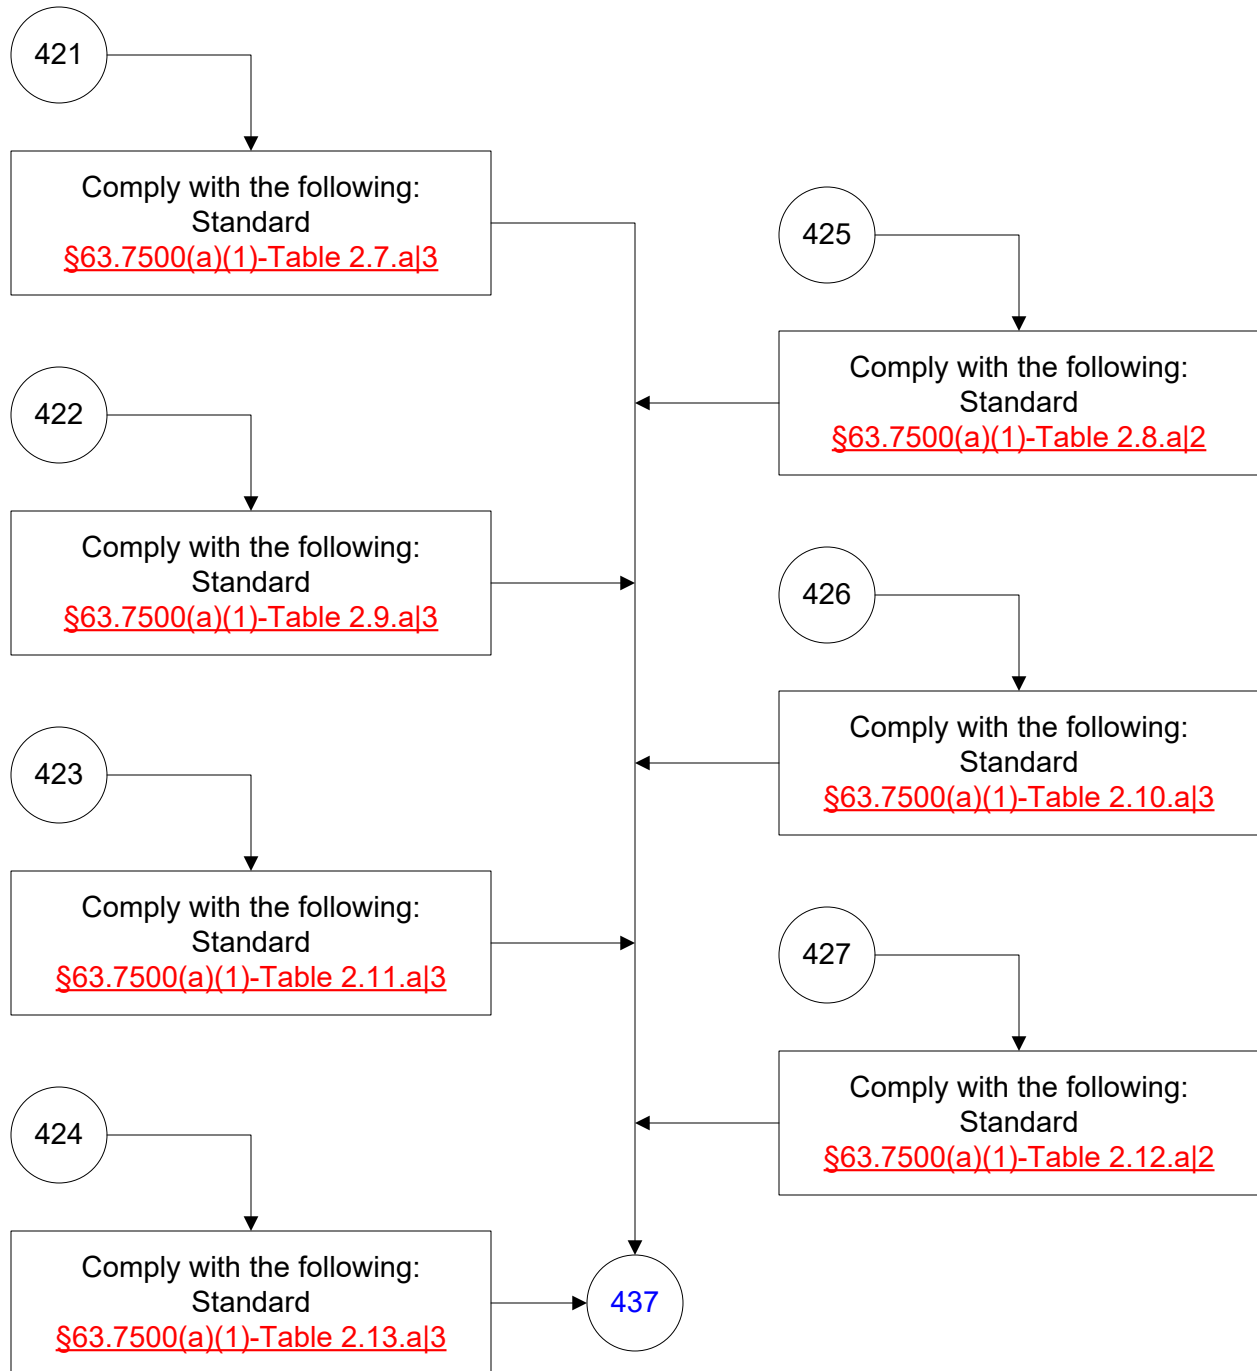 421
Comply with the following:
Standard
§63.7500(a)(1)-Table 2.7.a|3
425
Comply with the following:
Standard
§63.7500(a)(1)-Table 2.8.a|2
422
Comply with the following:
Standard
§63.7500(a)(1)-Table 2.9.a|3
426
Comply with the following:
Standard
§63.7500(a)(1)-Table 2.10.a|3
423
Comply with the following:
Standard
§63.7500(a)(1)-Table 2.11.a|3
427
Comply with the following:
Standard
§63.7500(a)(1)-Table 2.12.a|2
424
Comply with the following:
Standard
§63.7500(a)(1)-Table 2.13.a|3
437